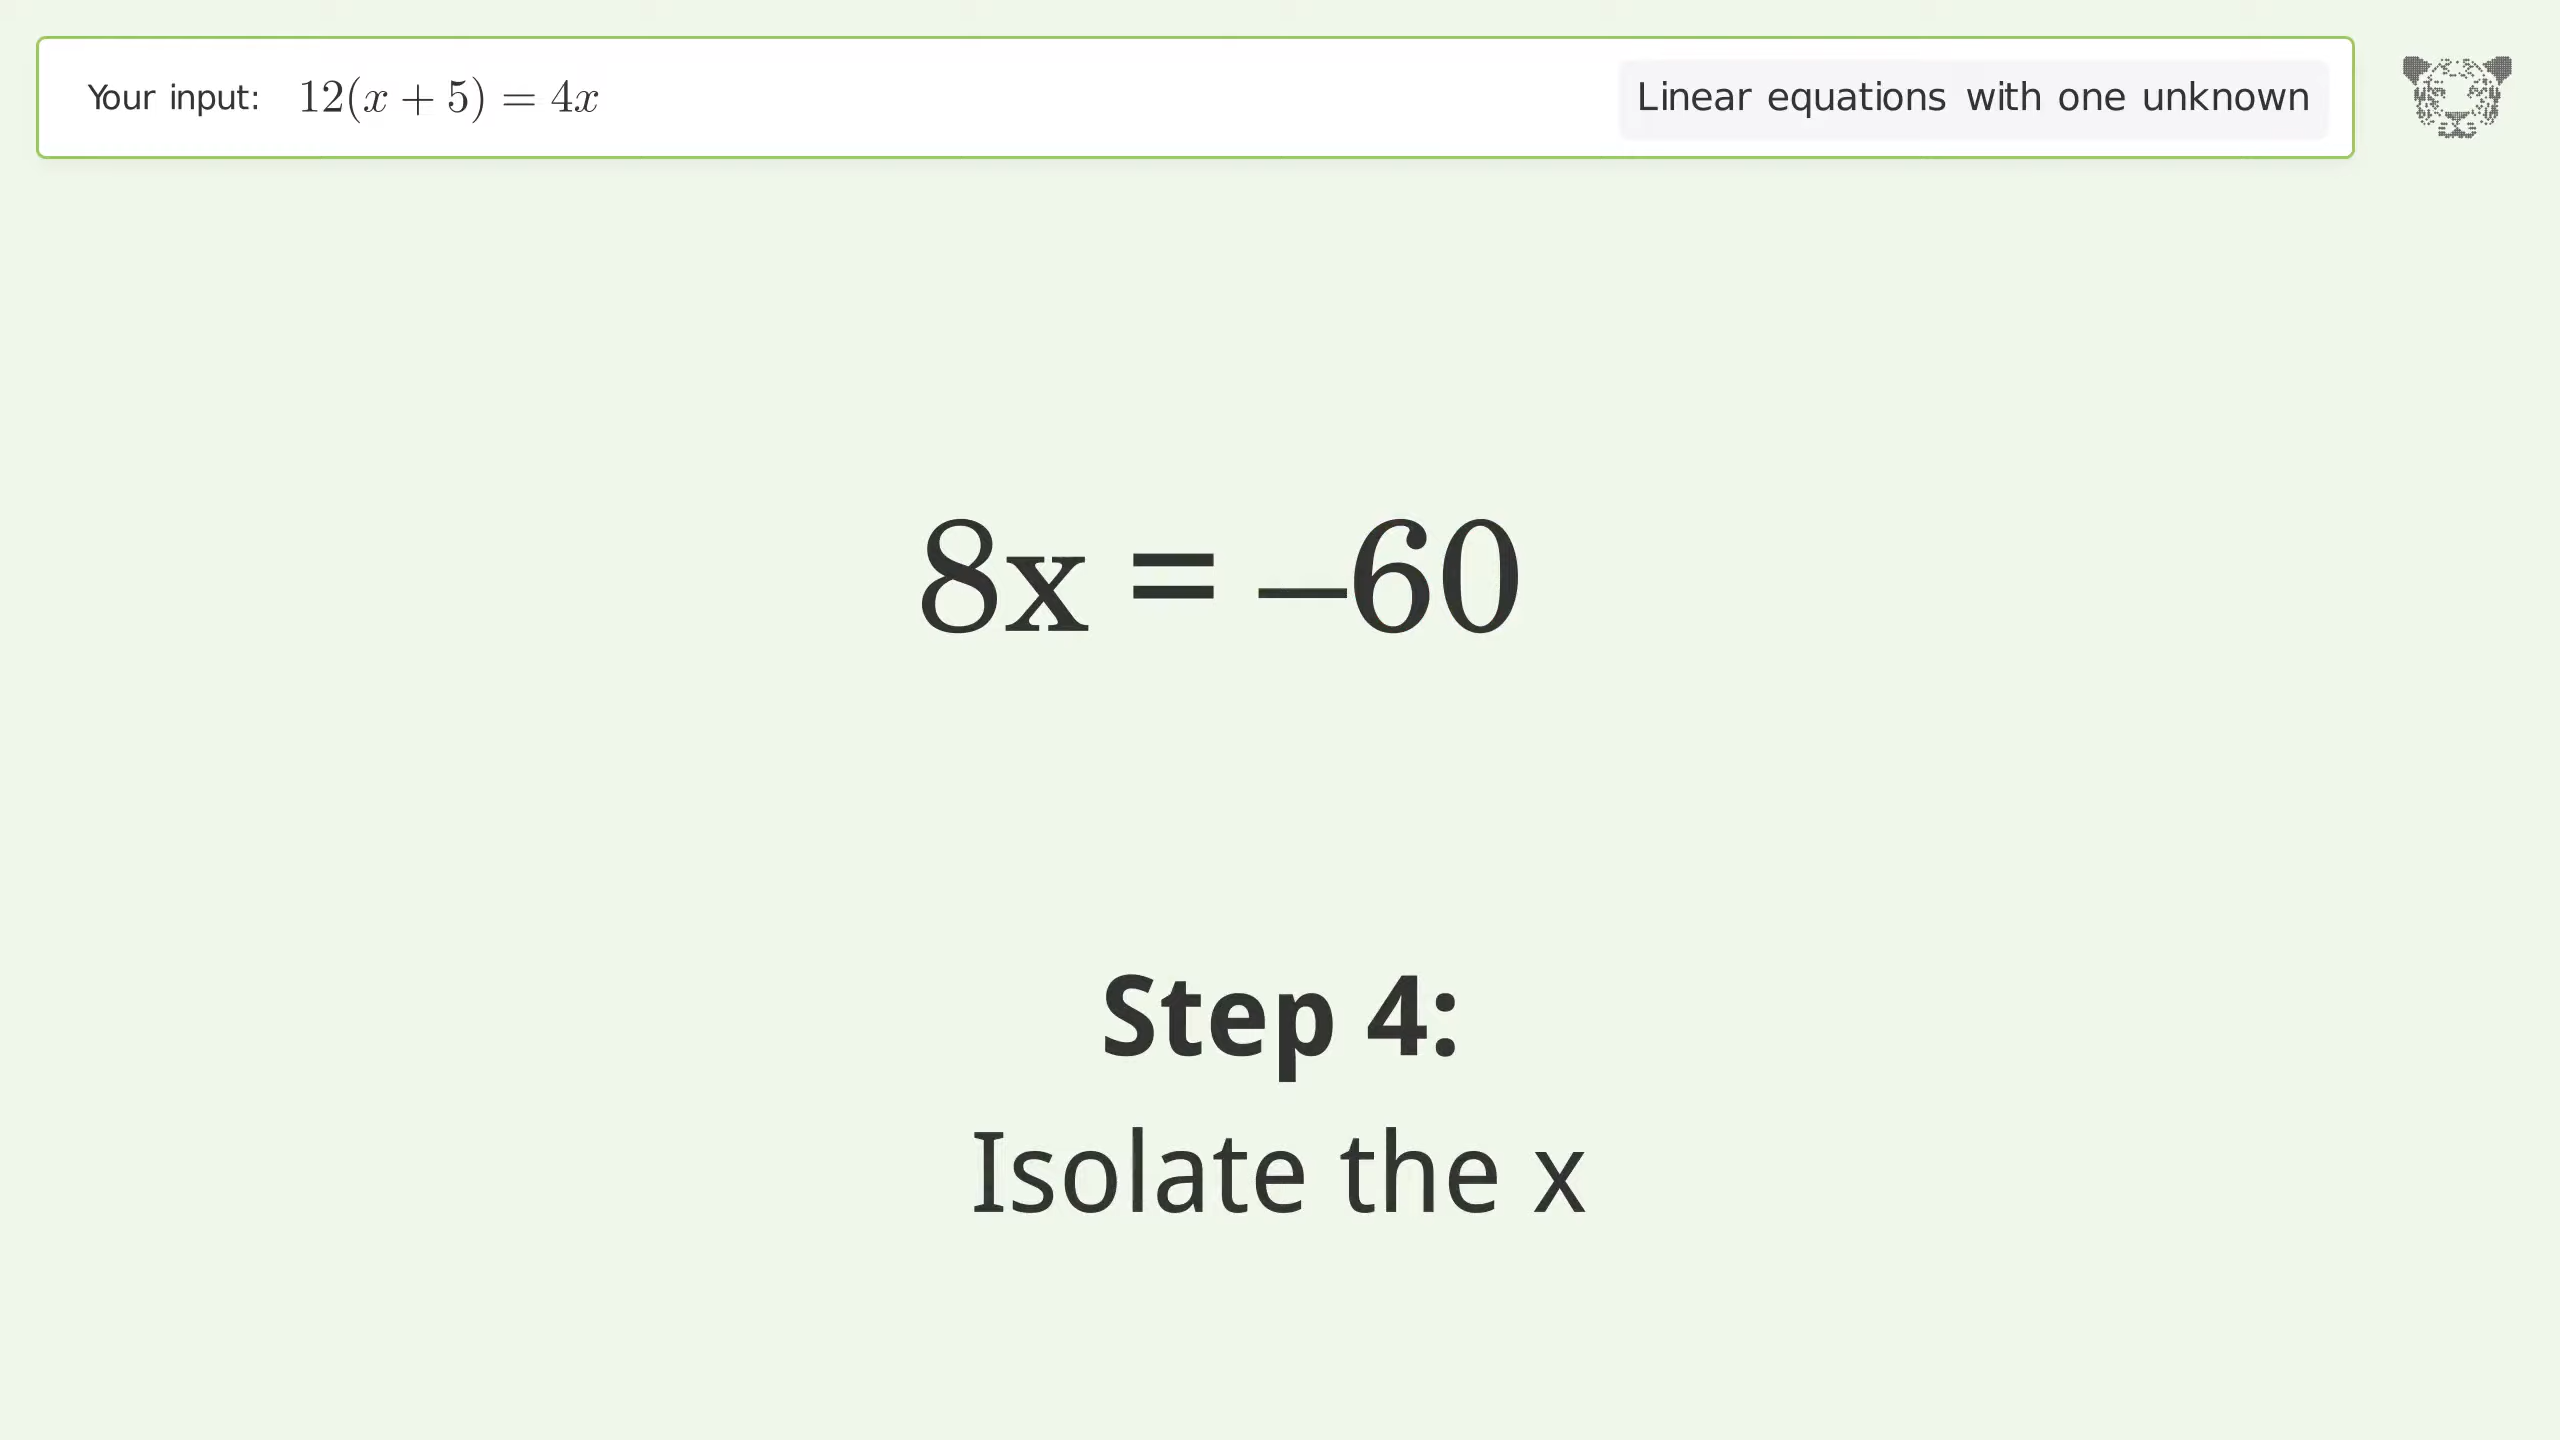 Your input: 12(x + 5) = 4x
Linear equations with one unknown
8x = –60
Step 4:
Isolate the x